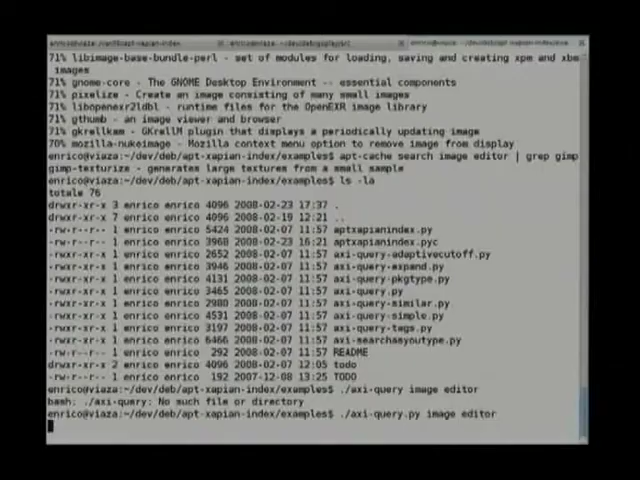 71% libimage-base-bundle-perl - set of modules for loading, saving and creating xpm and xbm
images
71% gnome-core - The GNOME Desktop Environment -- essential components
71% pixelize - Create an image consisting of many small images
71% libopenexr2ldbl - runtime files for the OpenEXR image library
71% gthumb - an image viewer and browser
71% gkrellkam - GKrellM plugin that displays a periodically updating image
70% mozilla-nukeimage - Mozilla context menu option to remove image from display
enrico@viaza:~/dev/deb/apt-xapian-index/examples$ apt-cache search image editor | grep gimp
gimp-texturize - generates large textures from a small sample
enrico@viaza:~/dev/deb/apt-xapian-index/examples$ ls -la
totale 76
drwxr-xr-x 3 enrico enrico 4096 2008-02-23 17:37 .
drwxr-xr-x 7 enrico enrico 4096 2008-02-19 12:21 ..
-rw-r--r-- 1 enrico enrico 5424 2008-02-07 11:57 aptxapianindex.py
-rw-r--r-- 1 enrico enrico 3968 2008-02-23 16:21 aptxapianindex.pyc
-rwxr-xr-x 1 enrico enrico 2652 2008-02-07 11:57 axi-query-adaptivecutoff.py
-rwxr-xr-x 1 enrico enrico 3946 2008-02-07 11:57 axi-query-expand.py
-rwxr-xr-x 1 enrico enrico 4131 2008-02-07 11:57 axi-query-pkgtype.py
-rwxr-xr-x 1 enrico enrico 3465 2008-02-07 11:57 axi-query.py
-rwxr-xr-x 1 enrico enrico 2980 2008-02-07 11:57 axi-query-similar.py
-rwxr-xr-x 1 enrico enrico 4531 2008-02-07 11:57 axi-query-simple.py
-rwxr-xr-x 1 enrico enrico 3197 2008-02-07 11:57 axi-query-tags.py
-rwxr-xr-x 1 enrico enrico 6466 2008-02-07 11:57 axi-searchasyoutype.py
-rw-r--r-- 1 enrico enrico 292 2008-02-07 11:57 README
drwxr-xr-x 2 enrico enrico 4096 2008-02-07 12:05 todo
-rw-r--r-- 1 enrico enrico 192 2007-12-08 13:25 TODO
enrico@viaza:~/dev/deb/apt-xapian-index/examples$ ./axi-query image editor
bash: ./axi-query: No such file or directory
enrico@viaza:~/dev/deb/apt-xapian-index/examples$ ./axi-query.py image editor